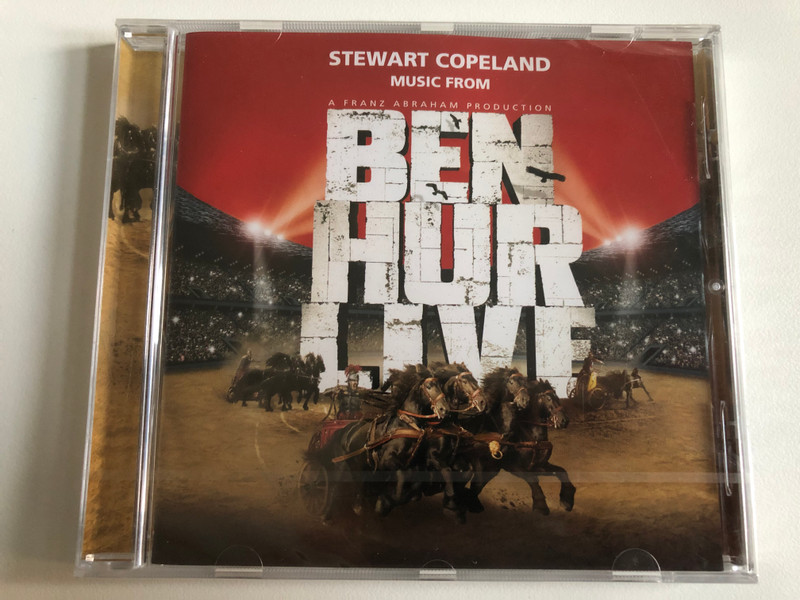 STEWART COPELAND
MUSIC FROM
A FRANZ ABRAHAM PRODUCTION
BEN
HUR
LIVE